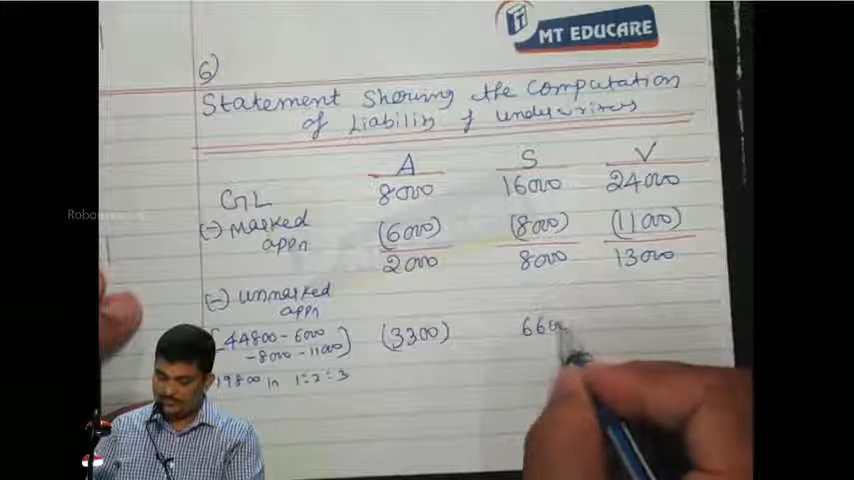 MT EDUCARE
6)
Statement showing the computation
of Liability of underwriters
A S V
GL 8000 16000 24000
(-) Marked (6000) (8000) (11000)
appn
2000 8000 13000
(-) unmarked
appn
[44800-6000 (3300) 6600
-8000-11000)
19800 in 1:2:3